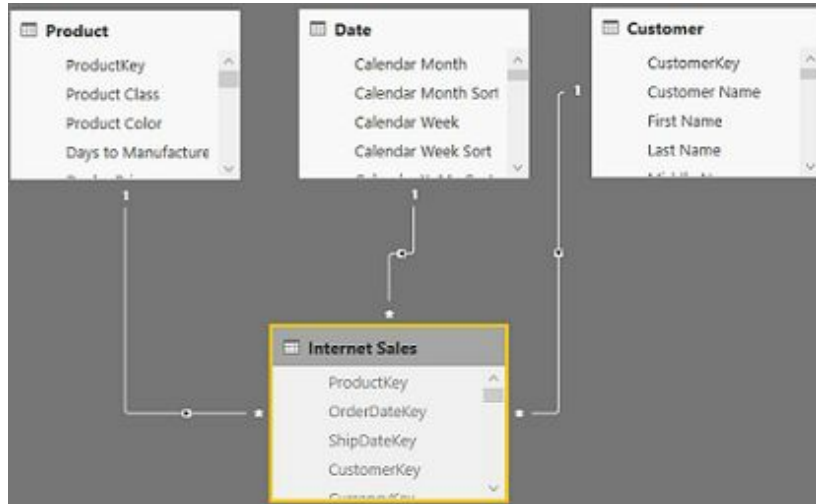 Product
ProductKey
Product Class
Product Color
Days to Manufacture
Date
Calendar Month
Calendar Month Sort
Calendar Week
Calendar Week Sort
Customer
CustomerKey
Customer Name
First Name
Last Name
1
1
1
*
*
*
Internet Sales
ProductKey
OrderDateKey
ShipDateKey
CustomerKey